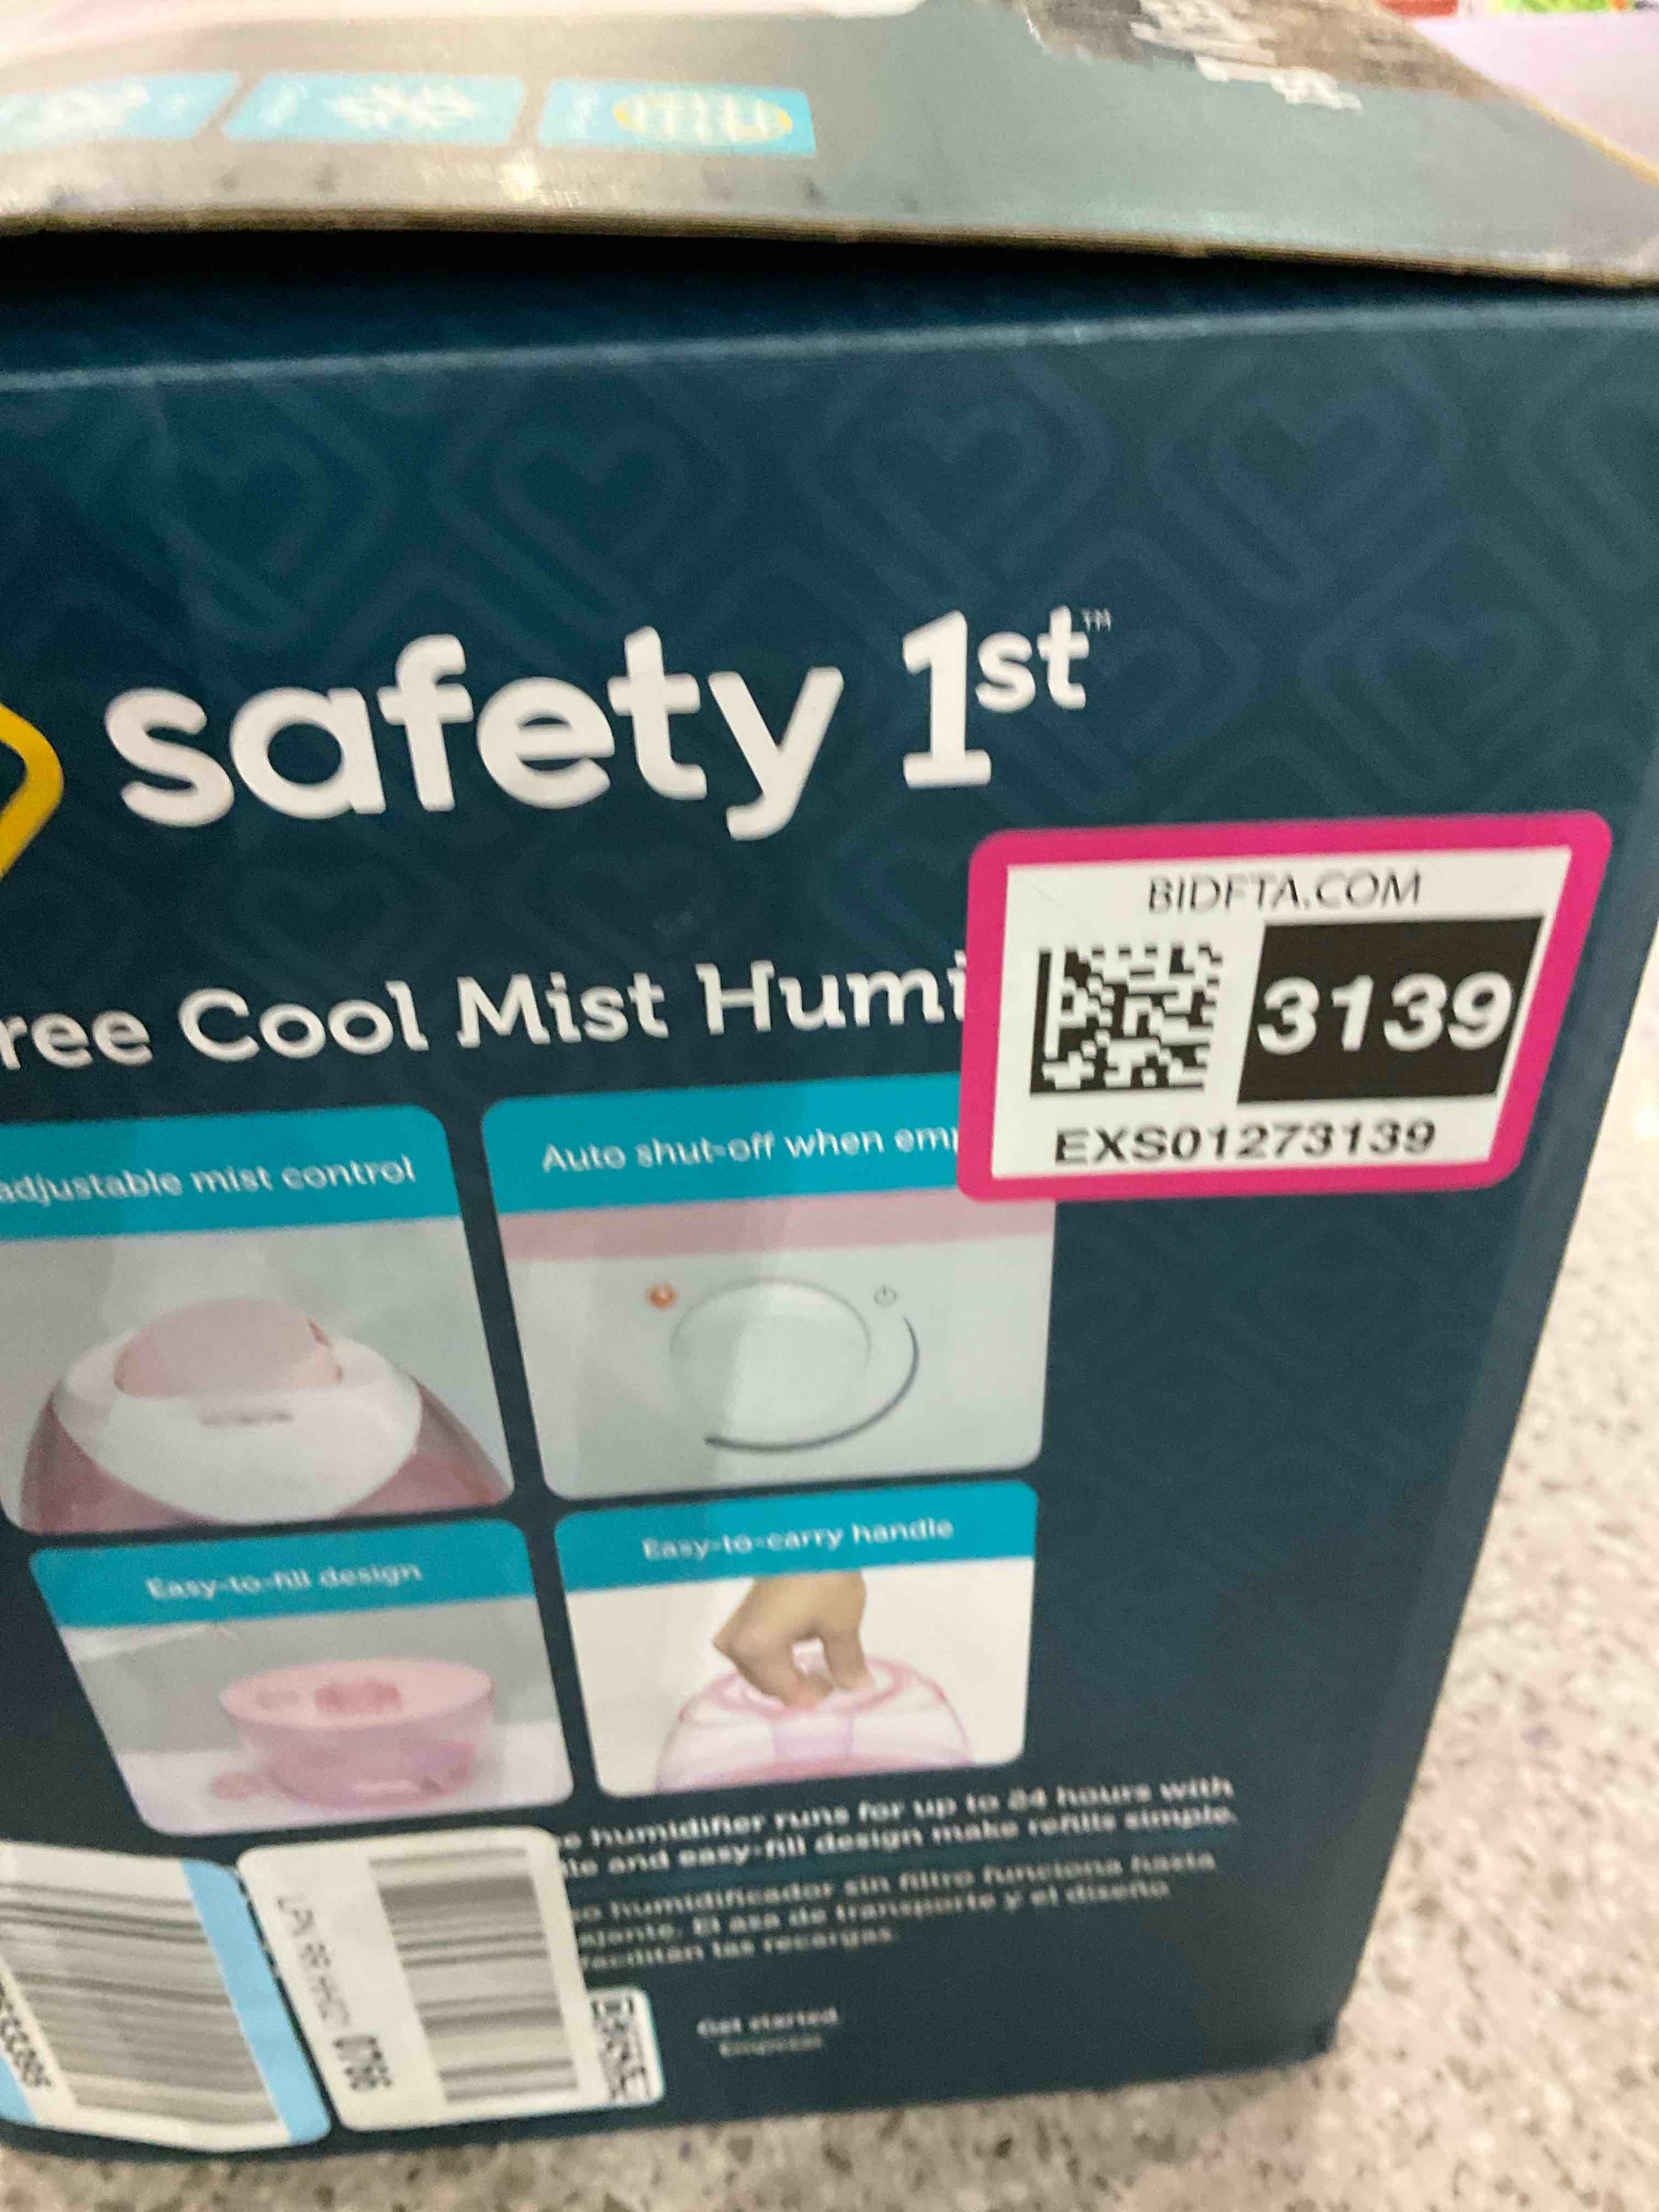 safety 1st™
BIDFTA.COM
3139
EXS01273139
ree Cool Mist Humi
adjustable mist control
Auto shut-off when emp
Easy-to-fill design
Easy-to-carry handle
e humidifier runs for up to 24 hours with
le and easy-fill design make refills simple.
o humidificador sin filtro funciona hasta
ajante. El asa de transporte y el diseño
facilitan las recargas.
Get started
Empezar